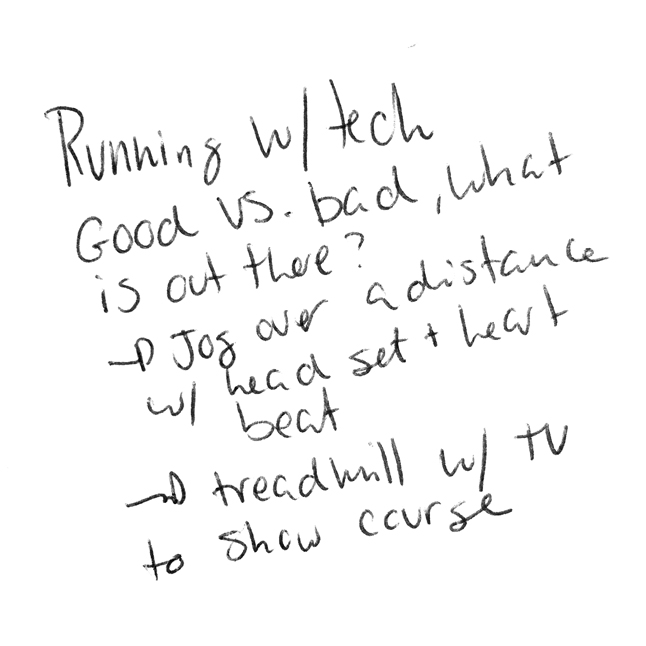 Running w/ tech
Good vs. bad, what
is out there?
→ Jog over a distance
w/ head set + heart
beat
→ treadmill w/ TV
to show course